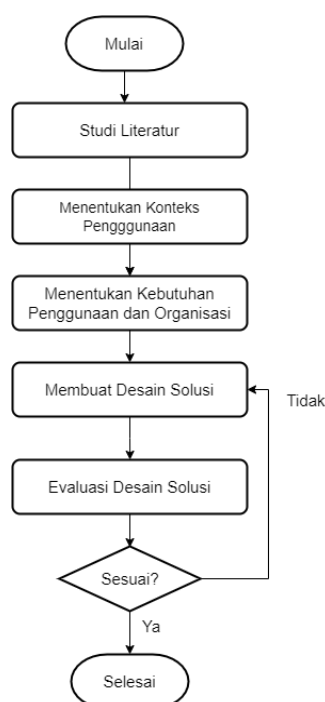 Mulai
Studi Literatur
Menentukan Konteks
Pengggunaan
Menentukan Kebutuhan
Penggunaan dan Organisasi
Membuat Desain Solusi
Tidak
Evaluasi Desain Solusi
Sesuai?
Ya
Selesai